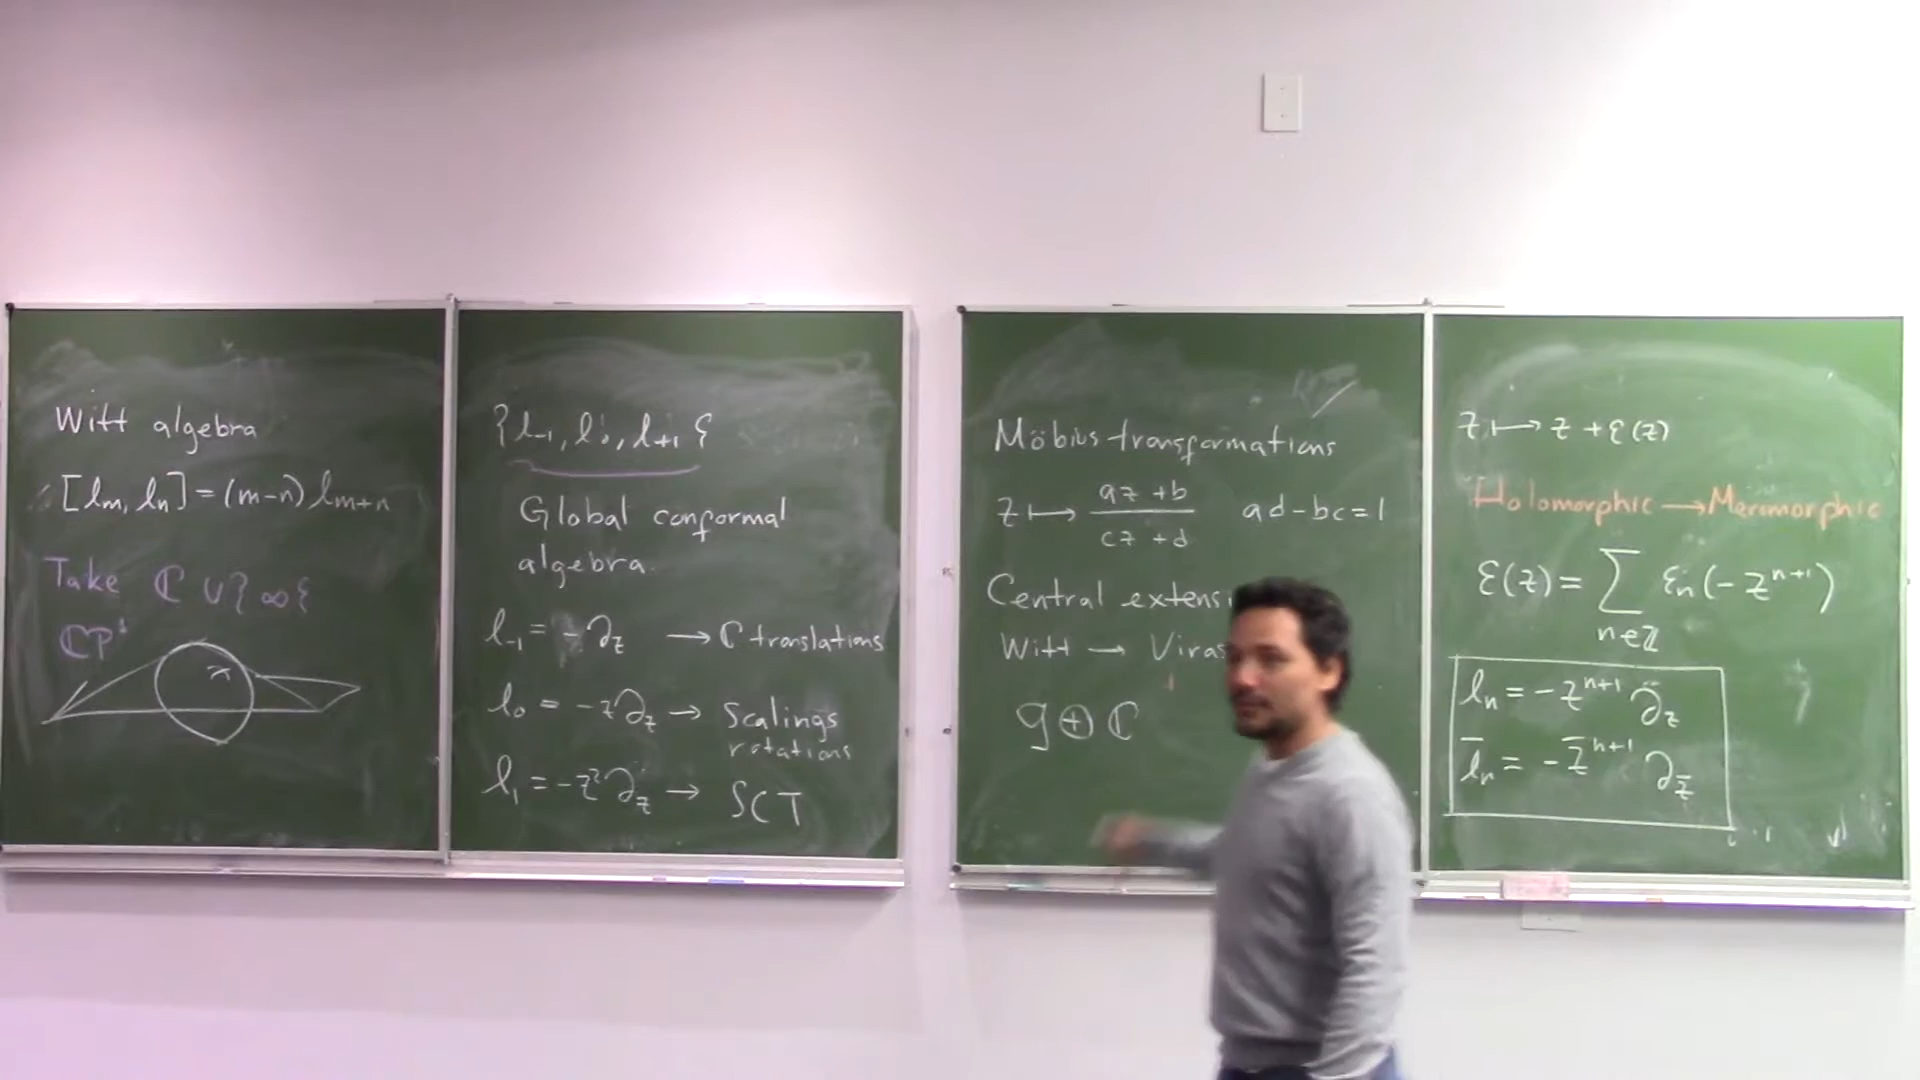 Witt algebra
[lm, ln] = (m-n) lm+n
Take ℂ ∪ {∞}
ℂP¹
{l-1, l0, l+1}
Global conformal
algebra.
l-1 = -∂z → ℂ translations
l0 = -z∂z → Scalings
rotations
l1 = -z²∂z → SCT
Möbius transformations
z ⟼ (az + b)/(cz + d)  ad - bc = 1
Central extensi
Witt → Viras
g ⊕ ℂ
z ⟼ z + ε(z)
Holomorphic → Meromorphic
ε(z) = ∑ εn(-zⁿ⁺¹)
n∈ℤ
ln = -zⁿ⁺¹ ∂z
l̄n = -z̄ⁿ⁺¹ ∂z̄